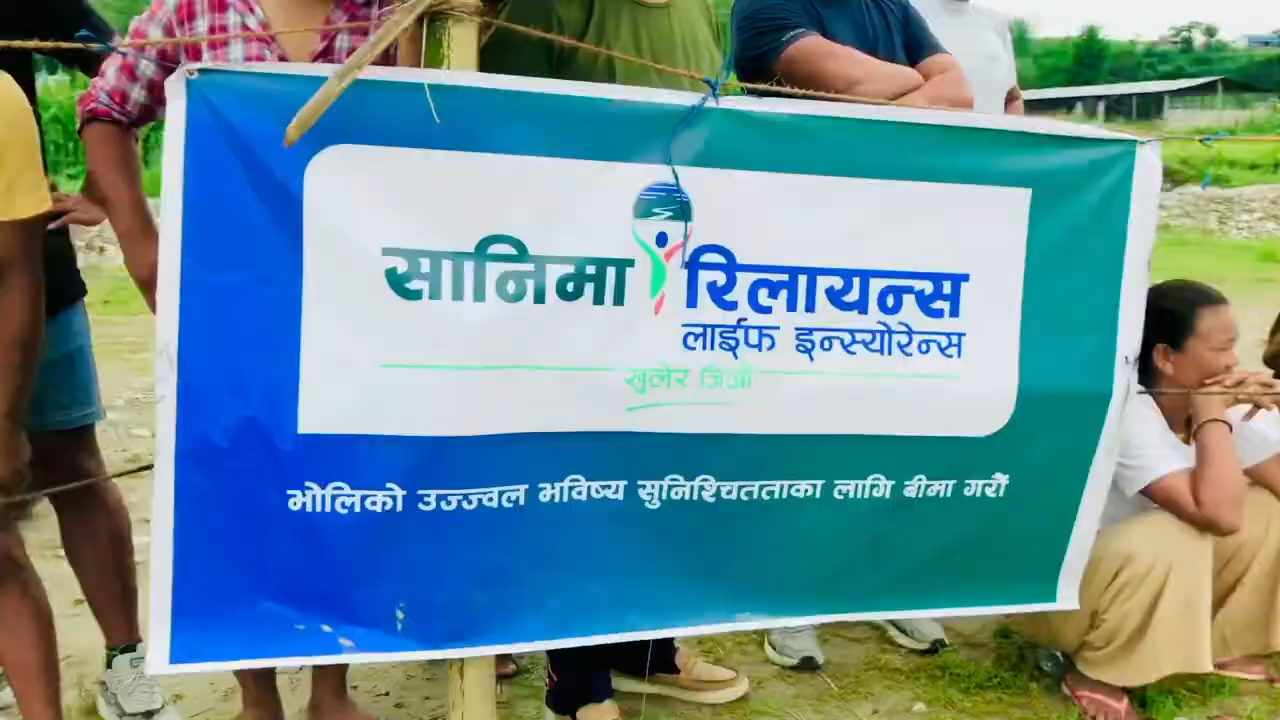 सानिमा रिलायन्स
लाईफ इन्स्योरेन्स
खुलेर जिऔं
भोलिको उज्ज्वल भविष्य सुनिश्चितताका लागि बीमा गरौं